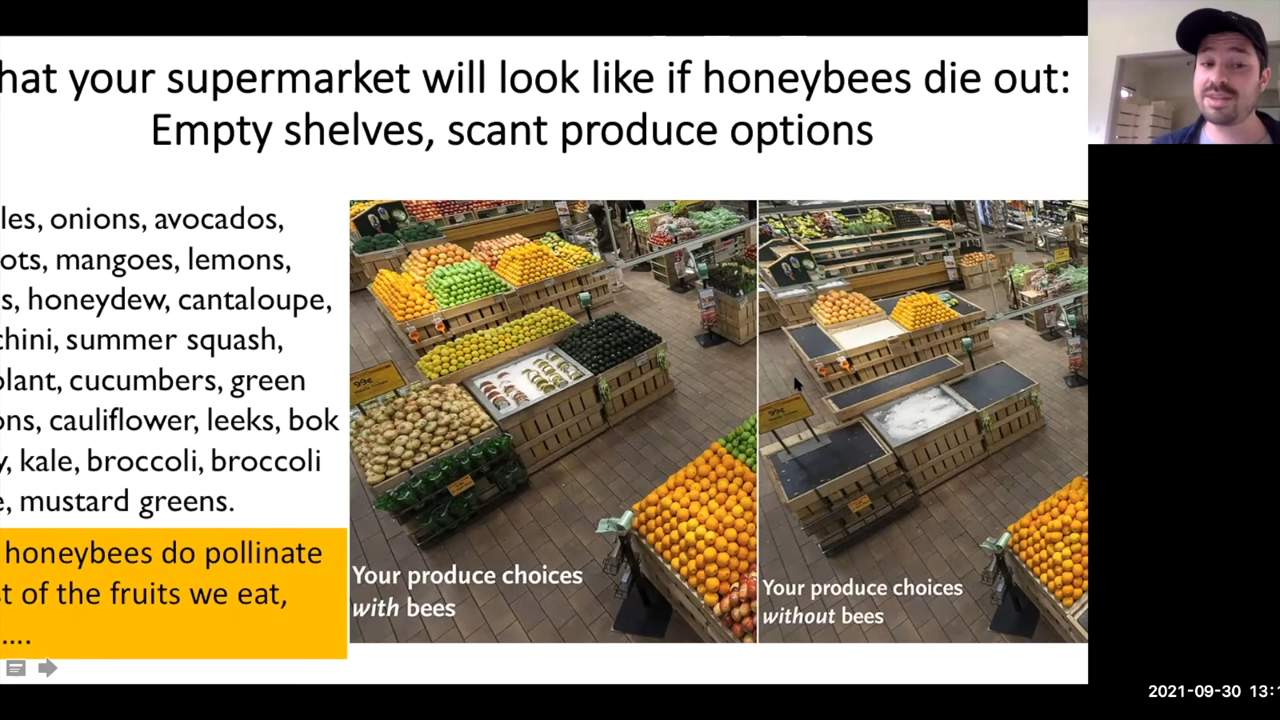 hat your supermarket will look like if honeybees die out:
Empty shelves, scant produce options
les, onions, avocados,
ots, mangoes, lemons,
s, honeydew, cantaloupe,
chini, summer squash,
plant, cucumbers, green
ons, cauliflower, leeks, bok
y, kale, broccoli, broccoli
e, mustard greens.
honeybees do pollinate
st of the fruits we eat,
....
99¢
Your produce choices
with bees
99¢
Your produce choices
without bees
2021-09-30 13:1